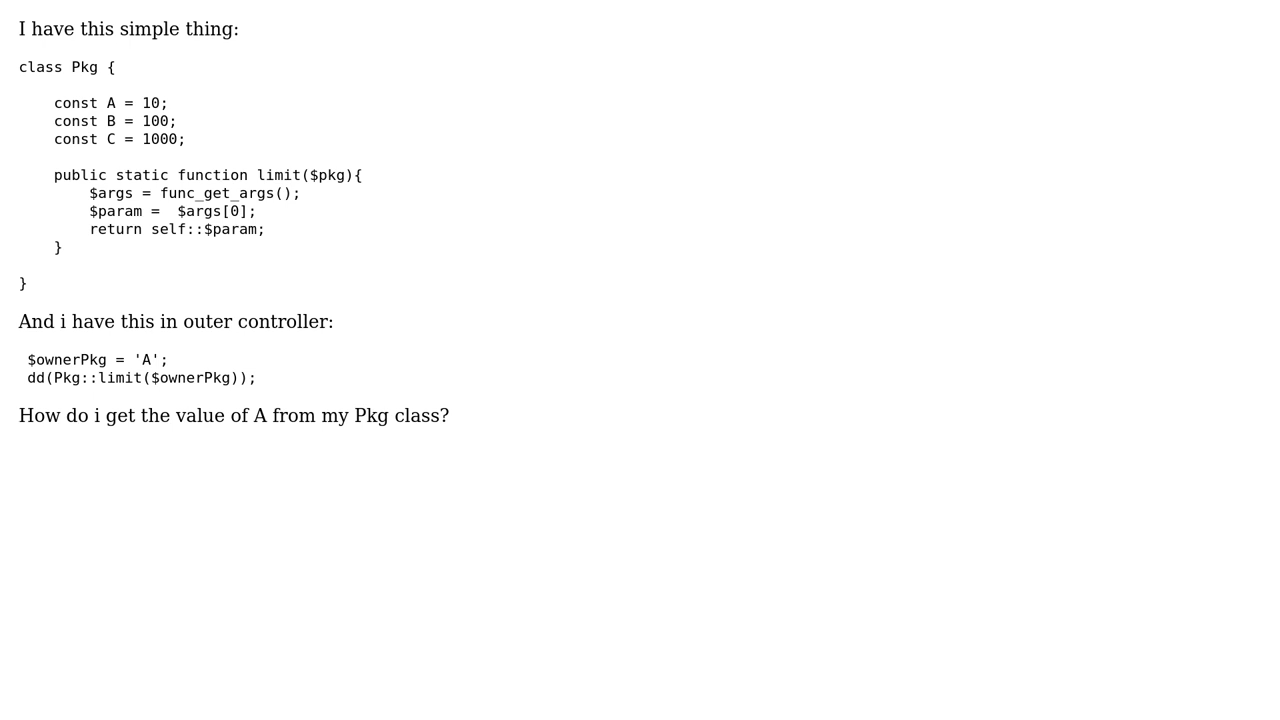 I have this simple thing:
class Pkg {
    const A = 10;
    const B = 100;
    const C = 1000;
    public static function limit($pkg){
        $args = func_get_args();
        $param =  $args[0];
        return self::$param;
    }
}
And i have this in outer controller:
 $ownerPkg = 'A';
 dd(Pkg::limit($ownerPkg));
How do i get the value of A from my Pkg class?